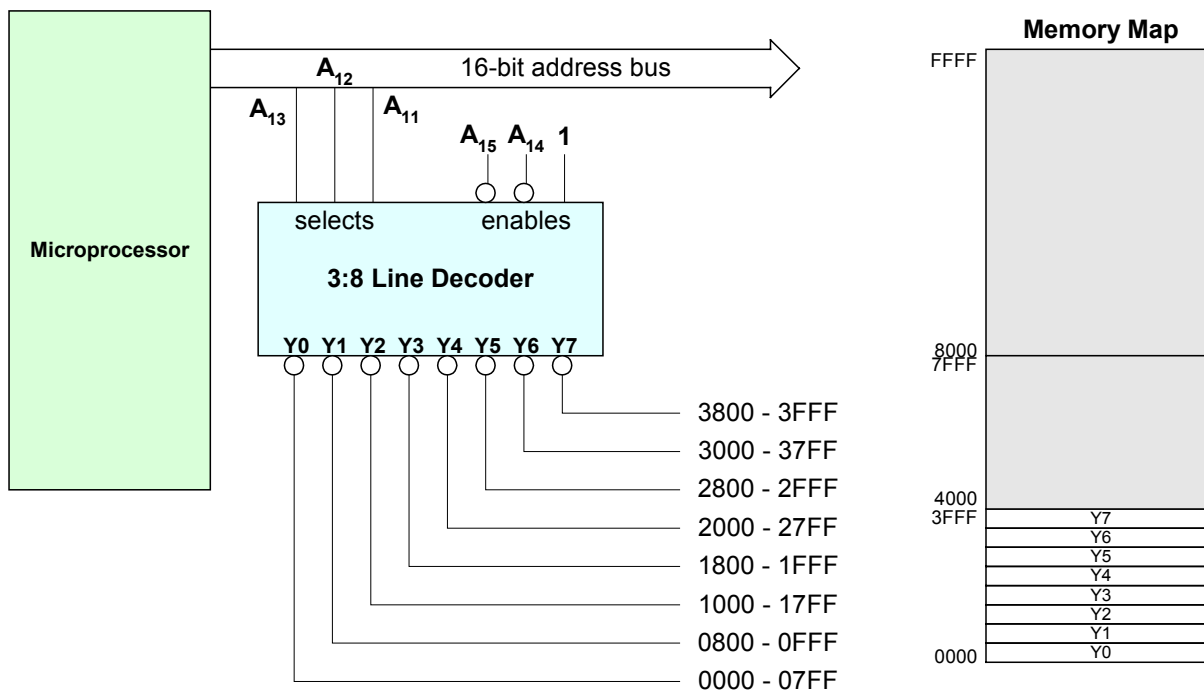 Memory Map
FFFF
16-bit address bus
A12
A13
A11
A15 A14 1
selects enables
Microprocessor
3:8 Line Decoder
Y0 Y1 Y2 Y3 Y4 Y5 Y6 Y7
3800 - 3FFF
3000 - 37FF
2800 - 2FFF
2000 - 27FF
1800 - 1FFF
1000 - 17FF
0800 - 0FFF
0000 - 07FF
8000
7FFF
4000
3FFF
Y7
Y6
Y5
Y4
Y3
Y2
Y1
Y0
0000